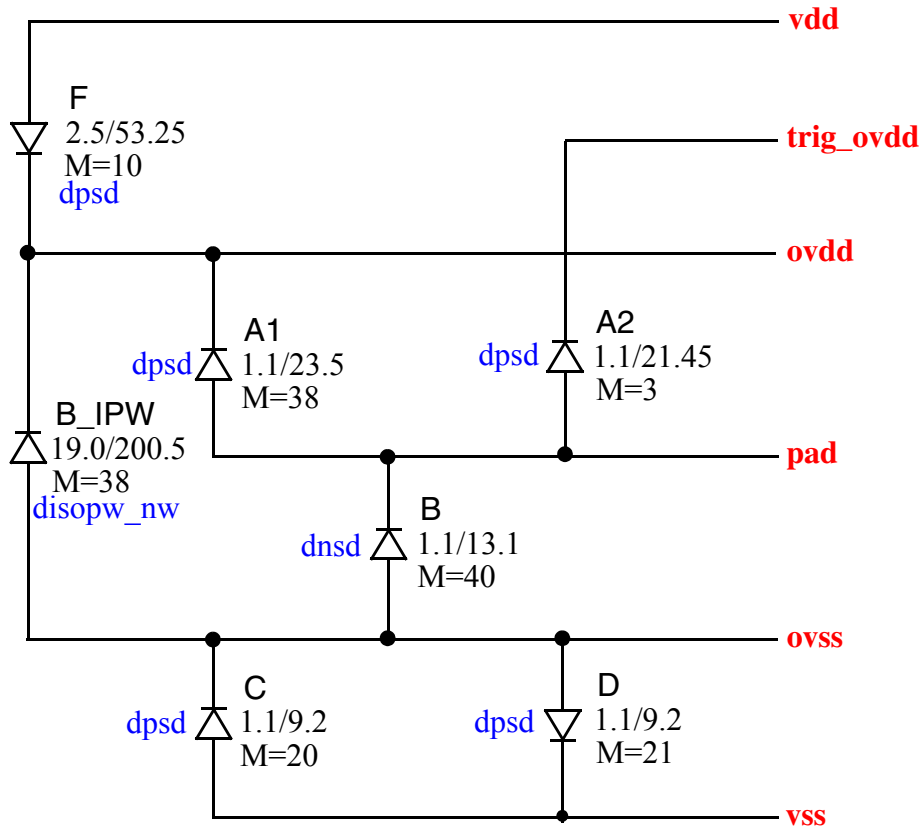 vdd
F
2.5/53.25
M=10
dpsd
trig_ovdd
ovdd
A1
dpsd
1.1/23.5
M=38
A2
dpsd
1.1/21.45
M=3
B_IPW
19.0/200.5
M=38
disopw_nw
pad
B
dnsd
1.1/13.1
M=40
ovss
C
dpsd
1.1/9.2
M=20
D
dpsd
1.1/9.2
M=21
vss